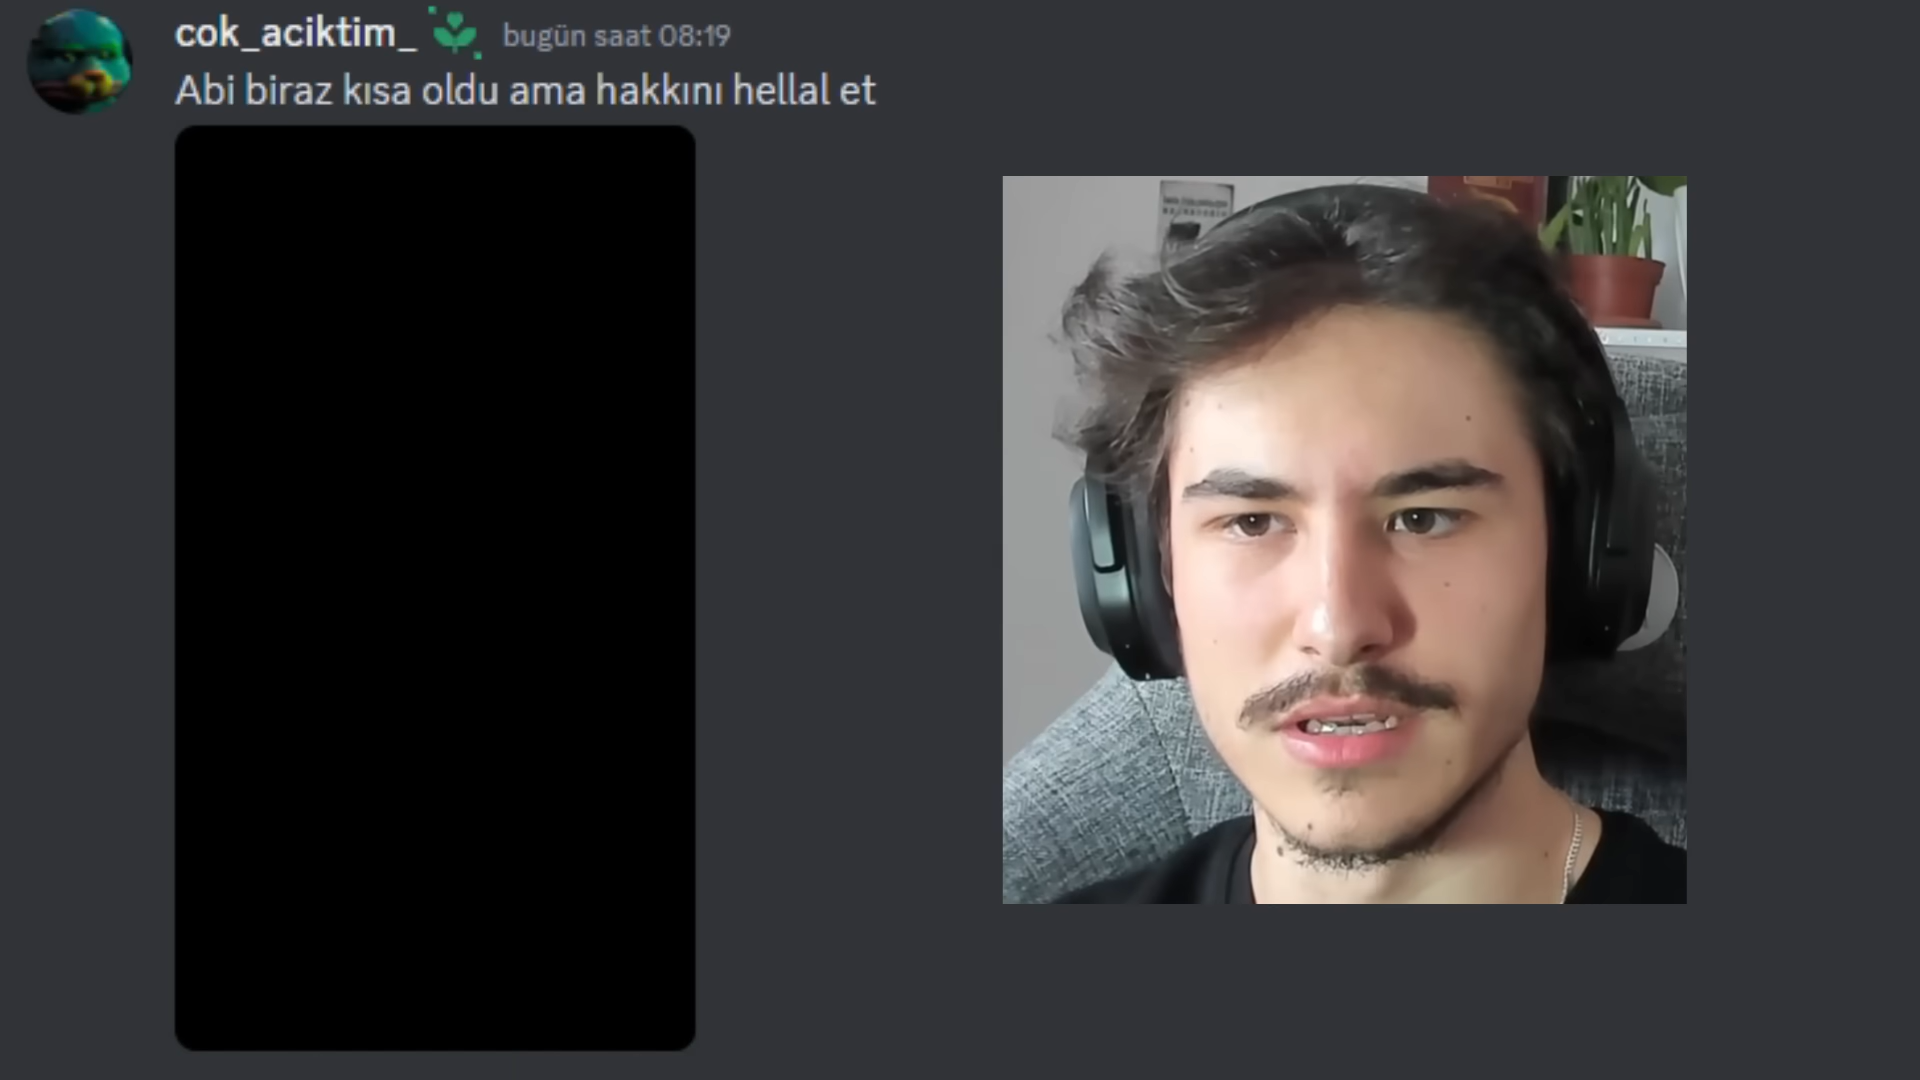 cok_aciktim_ bugün saat 08:19
Abi biraz kısa oldu ama hakkını hellal et